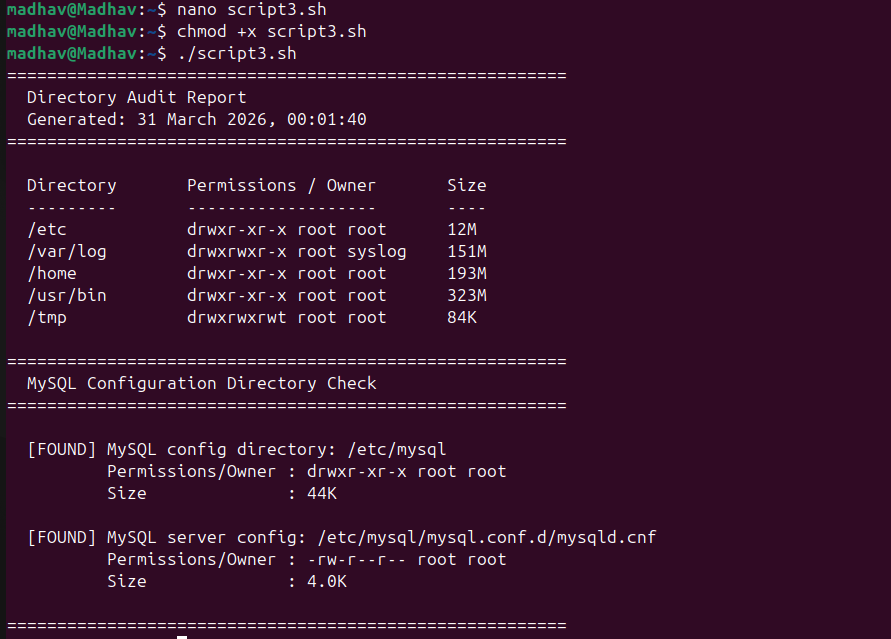 madhav@Madhav:~$ nano script3.sh
madhav@Madhav:~$ chmod +x script3.sh
madhav@Madhav:~$ ./script3.sh
========================================================
  Directory Audit Report
  Generated: 31 March 2026, 00:01:40
========================================================
  Directory       Permissions / Owner       Size
  ---------       -------------------       ----
  /etc            drwxr-xr-x root root      12M
  /var/log        drwxrwxr-x root syslog    151M
  /home           drwxr-xr-x root root      193M
  /usr/bin        drwxr-xr-x root root      323M
  /tmp            drwxrwxrwt root root      84K
========================================================
  MySQL Configuration Directory Check
========================================================
  [FOUND] MySQL config directory: /etc/mysql
          Permissions/Owner : drwxr-xr-x root root
          Size              : 44K
  [FOUND] MySQL server config: /etc/mysql/mysql.conf.d/mysqld.cnf
          Permissions/Owner : -rw-r--r-- root root
          Size              : 4.0K
========================================================